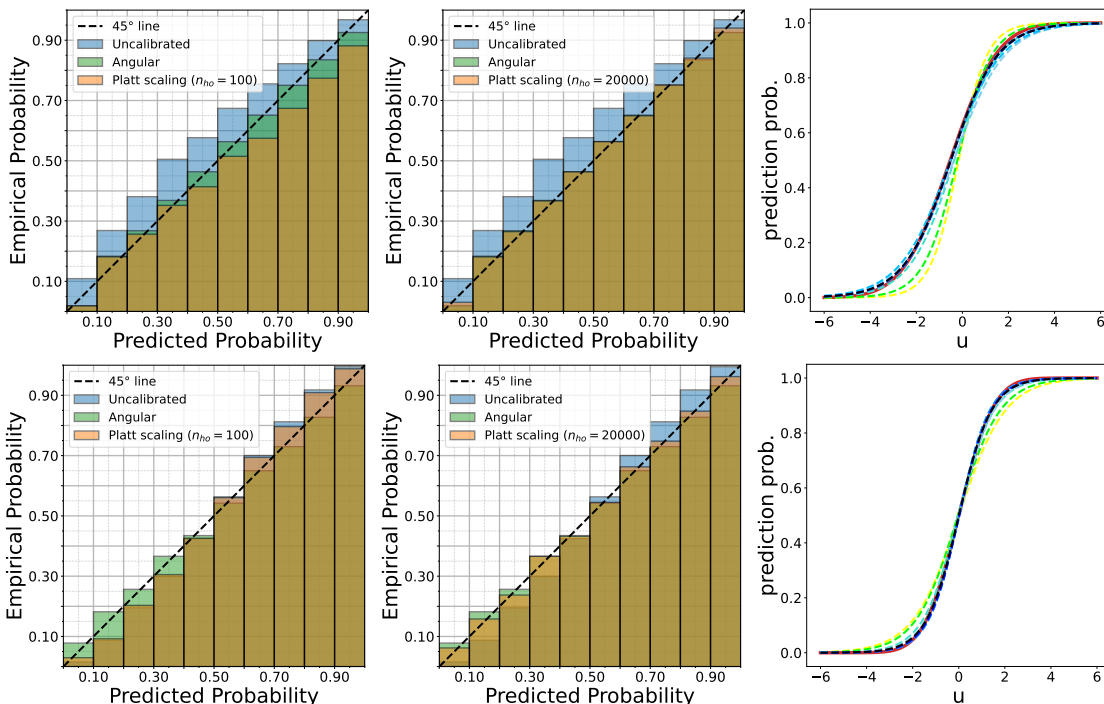 0.90
0.70
0.50
0.30
0.10
Empirical Probability
45° line
Uncalibrated
Angular
Platt scaling (n_ho = 100)
0.10 0.30 0.50 0.70 0.90
Predicted Probability
0.90
0.70
0.50
0.30
0.10
Empirical Probability
45° line
Uncalibrated
Angular
Platt scaling (n_ho = 20000)
0.10 0.30 0.50 0.70 0.90
Predicted Probability
1.0
0.8
0.6
0.4
0.2
0.0
prediction prob.
−6 −4 −2 0 2 4 6
u
0.90
0.70
0.50
0.30
0.10
Empirical Probability
45° line
Uncalibrated
Angular
Platt scaling (n_ho = 100)
0.10 0.30 0.50 0.70 0.90
Predicted Probability
0.90
0.70
0.50
0.30
0.10
Empirical Probability
45° line
Uncalibrated
Angular
Platt scaling (n_ho = 20000)
0.10 0.30 0.50 0.70 0.90
Predicted Probability
1.0
0.8
0.6
0.4
0.2
0.0
prediction prob.
−6 −4 −2 0 2 4 6
u